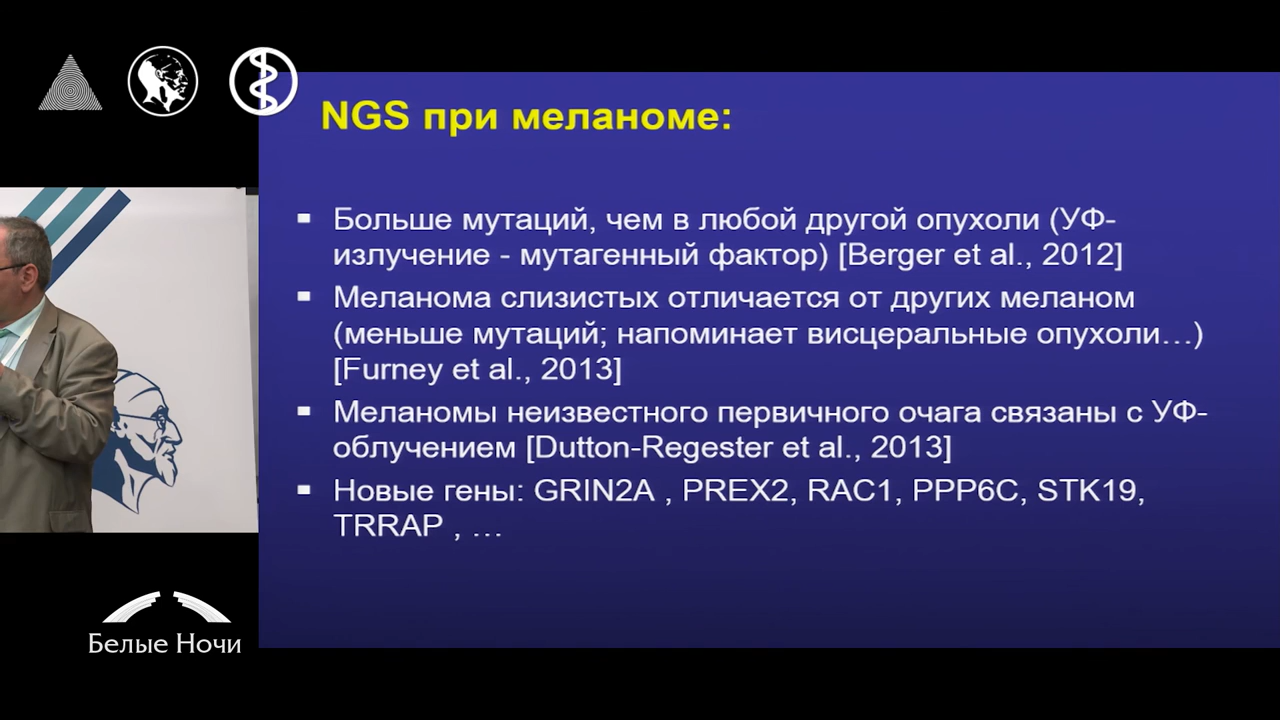 NGS при меланоме:
Больше мутаций, чем в любой другой опухоли (УФ-
излучение - мутагенный фактор) [Berger et al., 2012]
Меланома слизистых отличается от других меланом
(меньше мутаций; напоминает висцеральные опухоли…)
[Furney et al., 2013]
Меланомы неизвестного первичного очага связаны с УФ-
облучением [Dutton-Regester et al., 2013]
Новые гены: GRIN2A , PREX2, RAC1, PPP6C, STK19,
TRRAP , …
Белые Ночи